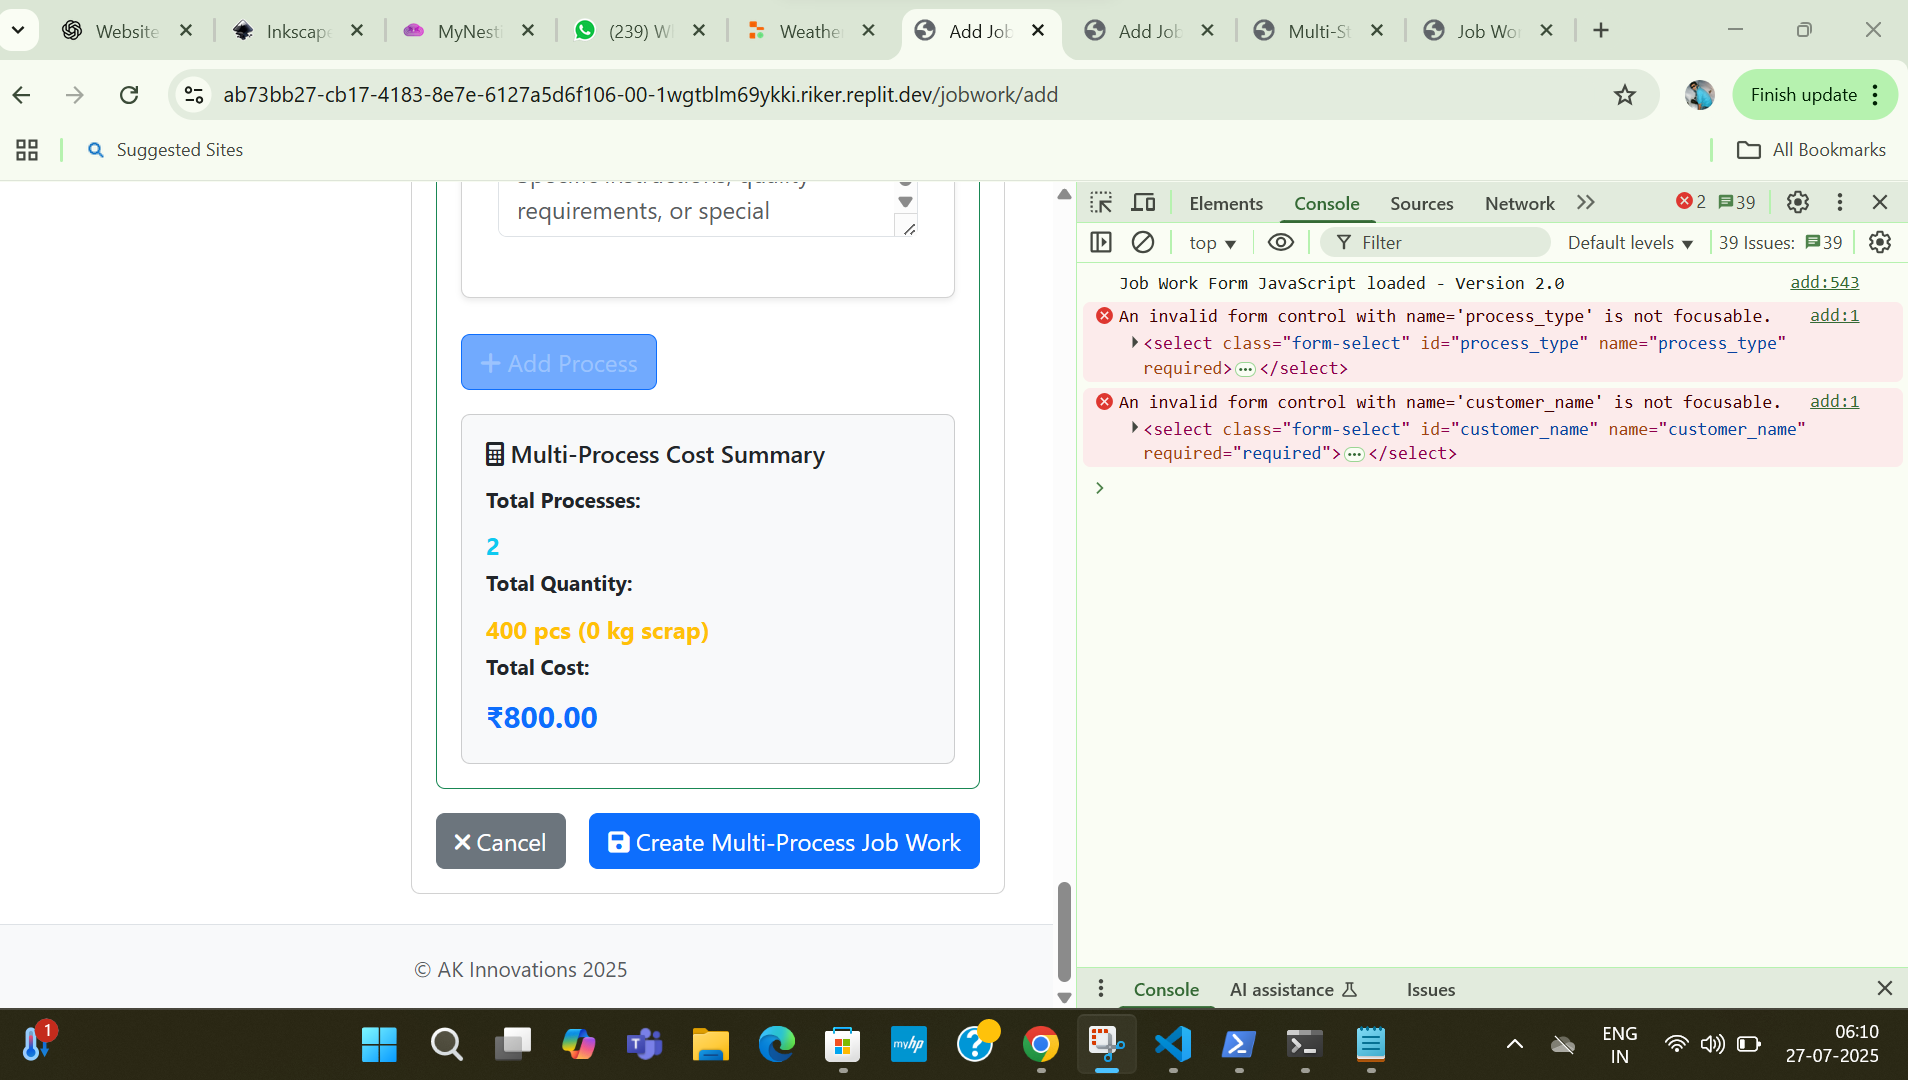 Website
Inkscape
MyNest
(239) W
Weather
Add Job
Add Job
Multi-St
Job Wor
ab73bb27-cb17-4183-8e7e-6127a5d6f106-00-1wgtblm69ykki.riker.replit.dev/jobwork/add
Finish update
Suggested Sites
All Bookmarks
Specific instructions, quality
requirements, or special
Add Process
Multi-Process Cost Summary
Total Processes:
2
Total Quantity:
400 pcs (0 kg scrap)
Total Cost:
₹800.00
Cancel
Create Multi-Process Job Work
© AK Innovations 2025
Elements Console Sources Network
2 39
top
Filter
Default levels
39 Issues: 39
Job Work Form JavaScript loaded - Version 2.0 add:543
An invalid form control with name='process_type' is not focusable. add:1
<select class="form-select" id="process_type" name="process_type"
required>…</select>
An invalid form control with name='customer_name' is not focusable. add:1
<select class="form-select" id="customer_name" name="customer_name"
required="required">…</select>
Console AI assistance Issues
1
myhp
ENG
IN
06:10
27-07-2025